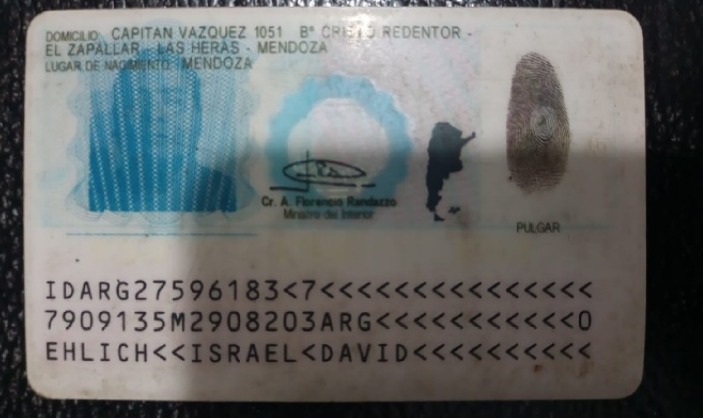 DOMICILIO: CAPITAN VAZQUEZ 1051 Bº CRISTO REDENTOR -
EL ZAPALLAR - LAS HERAS - MENDOZA
LUGAR DE NACIMIENTO: MENDOZA
Cr. A. Florencio Randazzo
Ministro del Interior
PULGAR
IDARG27596183<7<<<<<<<<<<<<<<<
7909135M2908203ARG<<<<<<<<<<<0
EHLICH<<ISRAEL<DAVID<<<<<<<<<<